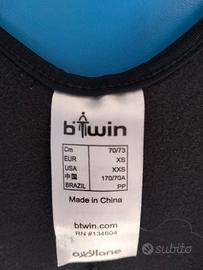 b'twin
Cm 70/73
EUR XS
USA XXS
中国 170/70A
BRAZIL PP
Made in China
btwin.com
RN #134604
oxylane
subito